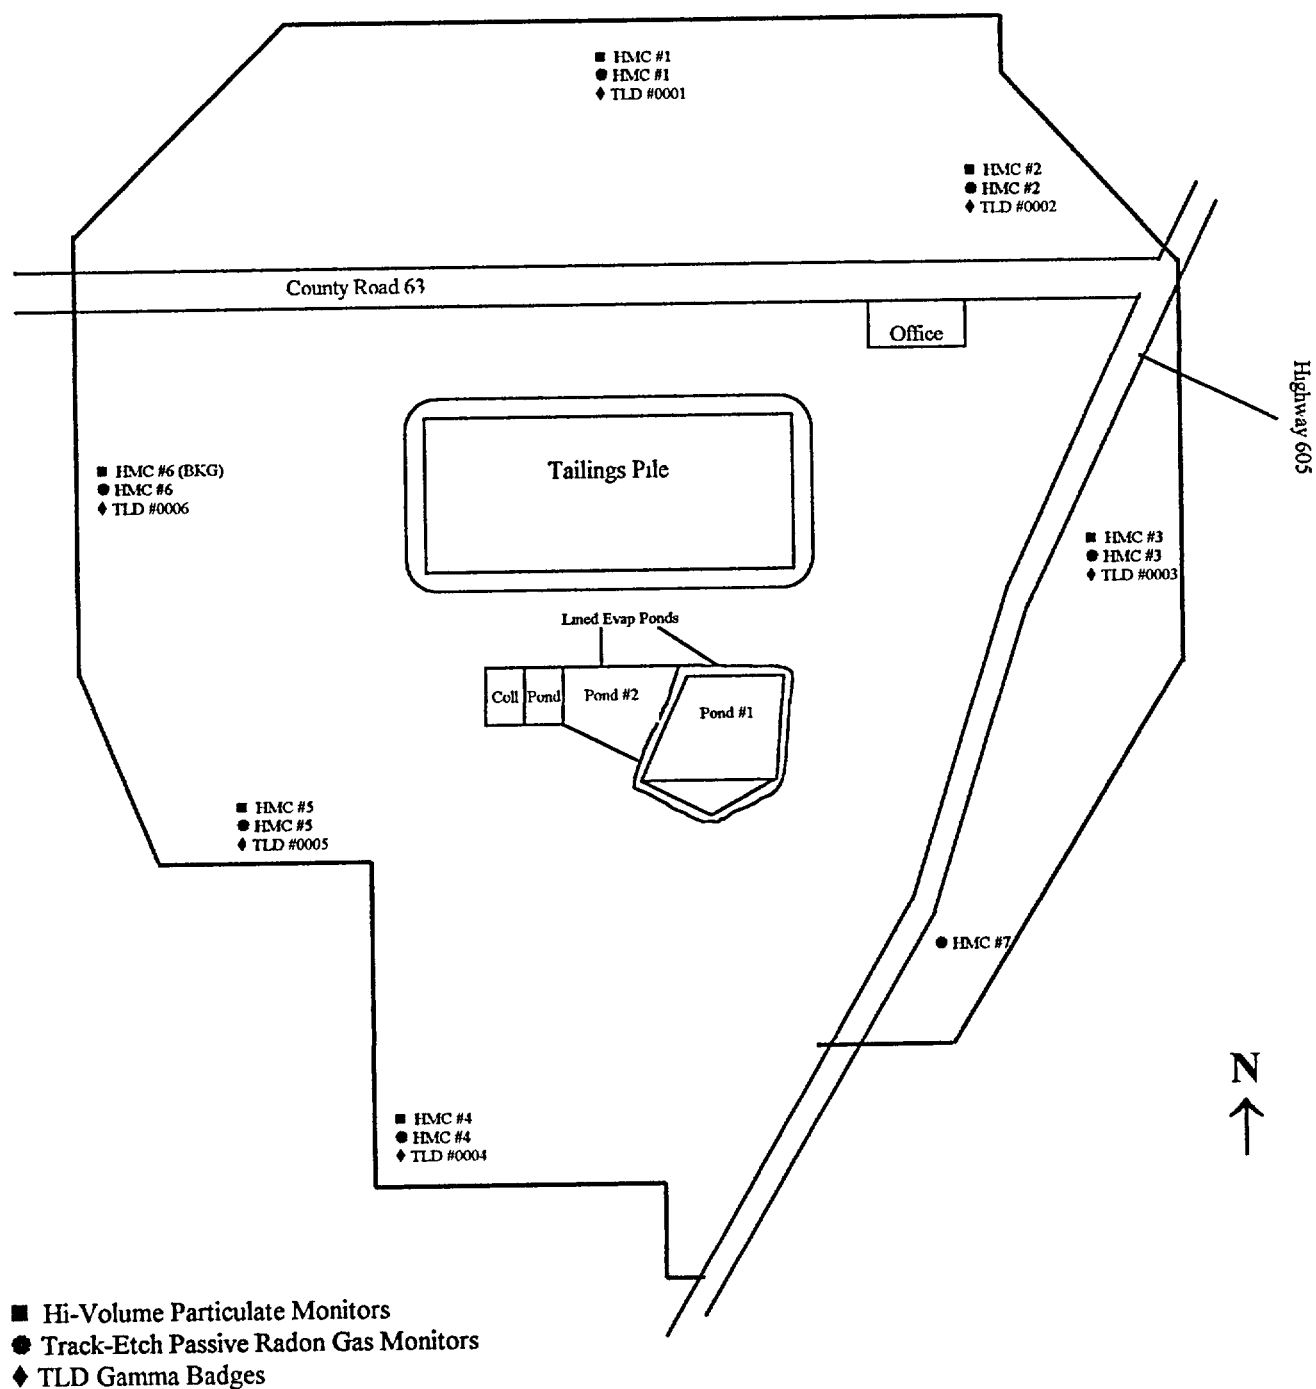 HMC #1
HMC #1
TLD #0001
HMC #2
HMC #2
TLD #0002
County Road 63
Office
Highway 605
Tailings Pile
HMC #6 (BKG)
HMC #6
TLD #0006
HMC #3
HMC #3
TLD #0003
Lined Evap Ponds
Coll Pond
Pond #2
Pond #1
HMC #5
HMC #5
TLD #0005
HMC #7
N
HMC #4
HMC #4
TLD #0004
Hi-Volume Particulate Monitors
Track-Etch Passive Radon Gas Monitors
TLD Gamma Badges